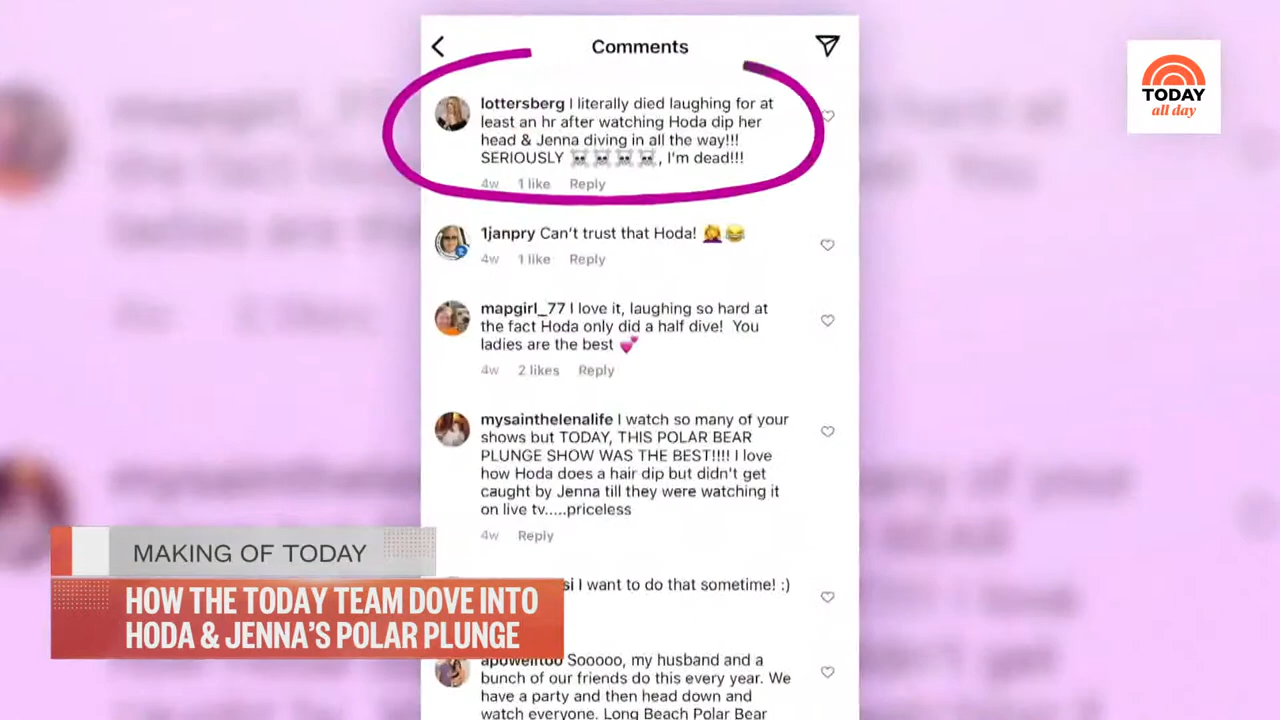 Comments
lottersberg I literally died laughing for at
least an hr after watching Hoda dip her
head & Jenna diving in all the way!!!
SERIOUSLY ☠️☠️☠️☠️, I'm dead!!!
4w 1 like Reply
1janpry Can't trust that Hoda! 🤦‍♀️😂
4w 1 like Reply
mapgirl_77 I love it, laughing so hard at
the fact Hoda only did a half dive! You
ladies are the best 💕
4w 2 likes Reply
mysainthelenalife I watch so many of your
shows but TODAY, THIS POLAR BEAR
PLUNGE SHOW WAS THE BEST!!!! I love
how Hoda does a hair dip but didn't get
caught by Jenna till they were watching it
on live tv.....priceless
4w Reply
si I want to do that sometime! :)
Sooooo, my husband and a
bunch of our friends do this every year. We
have a party and then head down and
watch everyone. Long Beach Polar Bear
TODAY
all day
MAKING OF TODAY
HOW THE TODAY TEAM DOVE INTO
HODA & JENNA'S POLAR PLUNGE